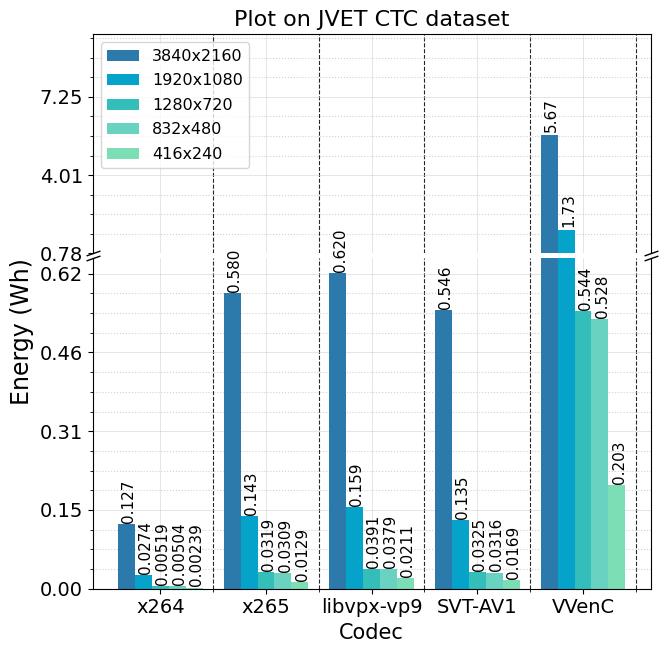 Plot on JVET CTC dataset
3840x2160
1920x1080
1280x720
832x480
416x240
7.25
4.01
0.78
0.62
0.46
0.31
0.15
0.00
Energy (Wh)
0.127
0.0274
0.00519
0.00504
0.00239
0.580
0.143
0.0319
0.0309
0.0129
0.620
0.159
0.0391
0.0379
0.0211
0.546
0.135
0.0325
0.0316
0.0169
5.67
1.73
0.544
0.528
0.203
x264
x265
libvpx-vp9
SVT-AV1
VVenC
Codec